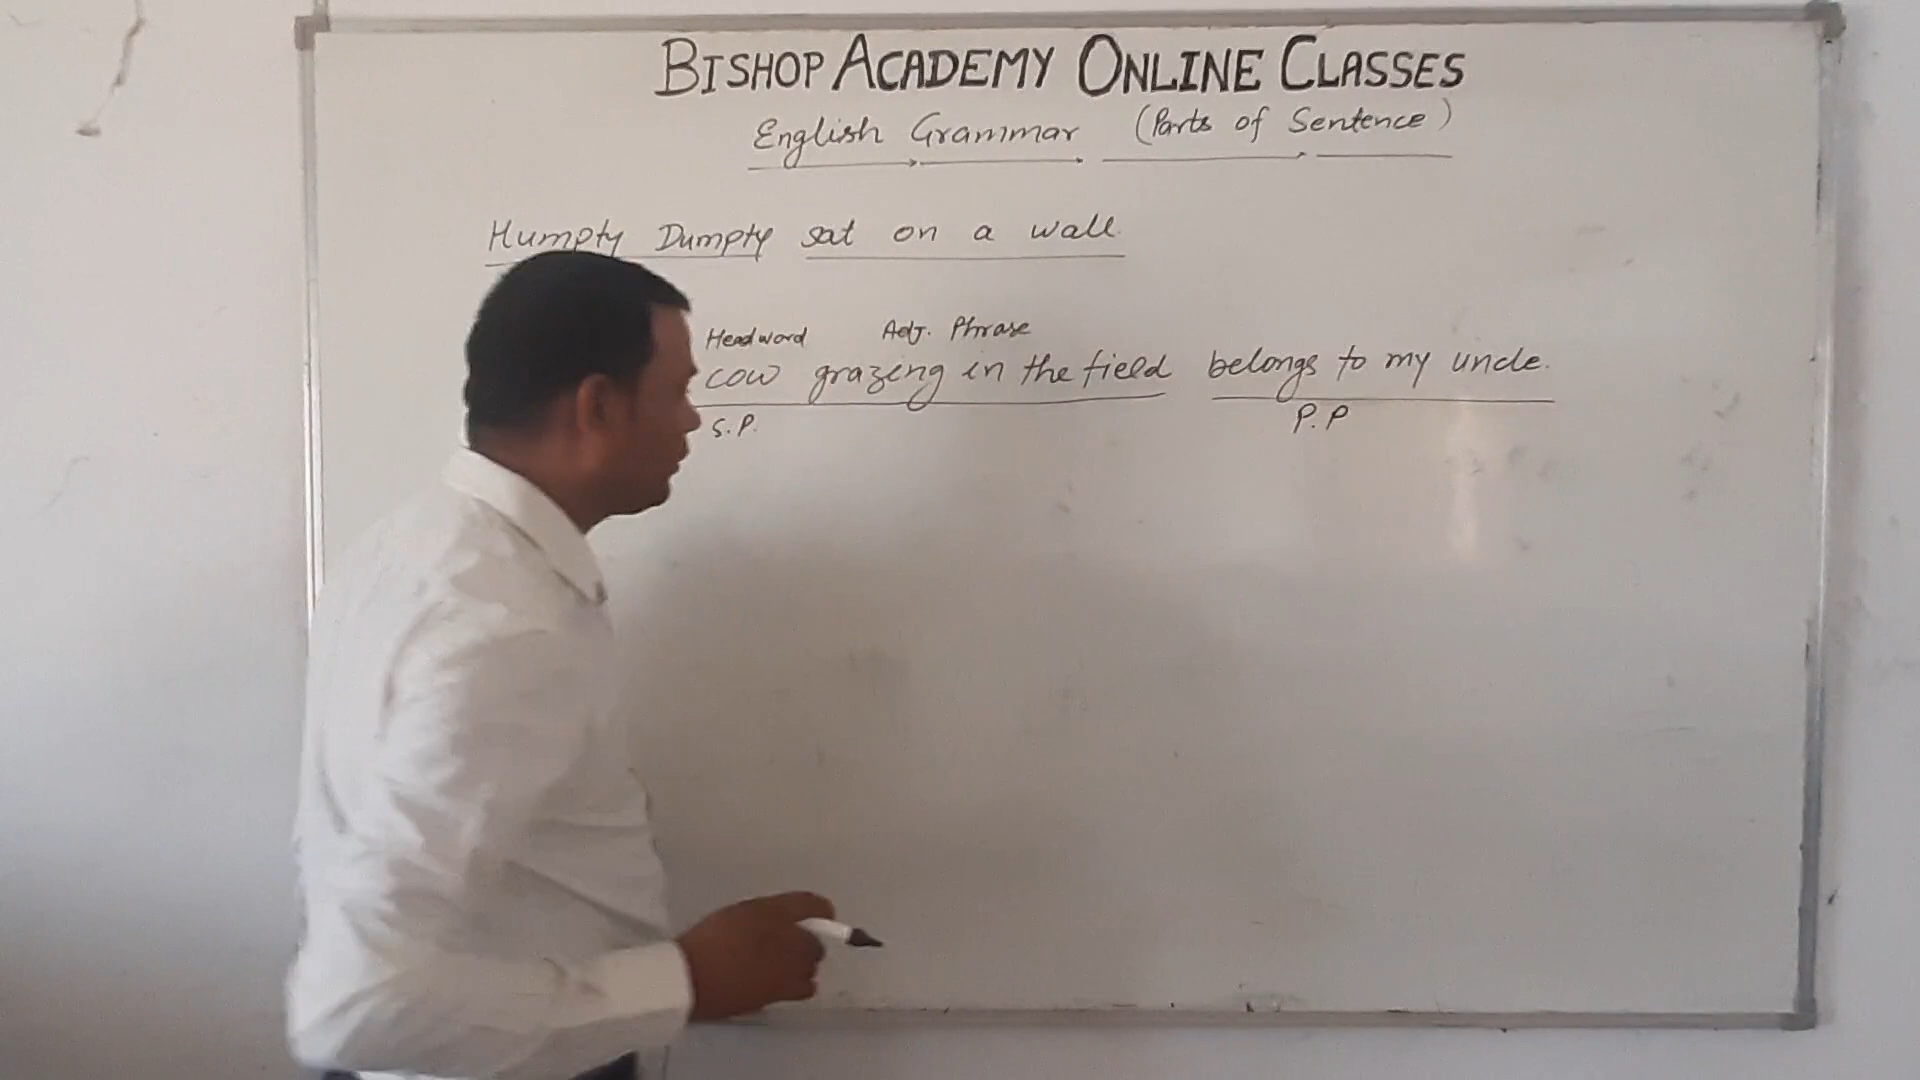 BISHOP ACADEMY ONLINE CLASSES
English Grammar (Parts of Sentence)
Humpty Dumpty sat on a wall.
Headword Adj. Phrase
cow grazing in the field belongs to my uncle.
S.P. P.P